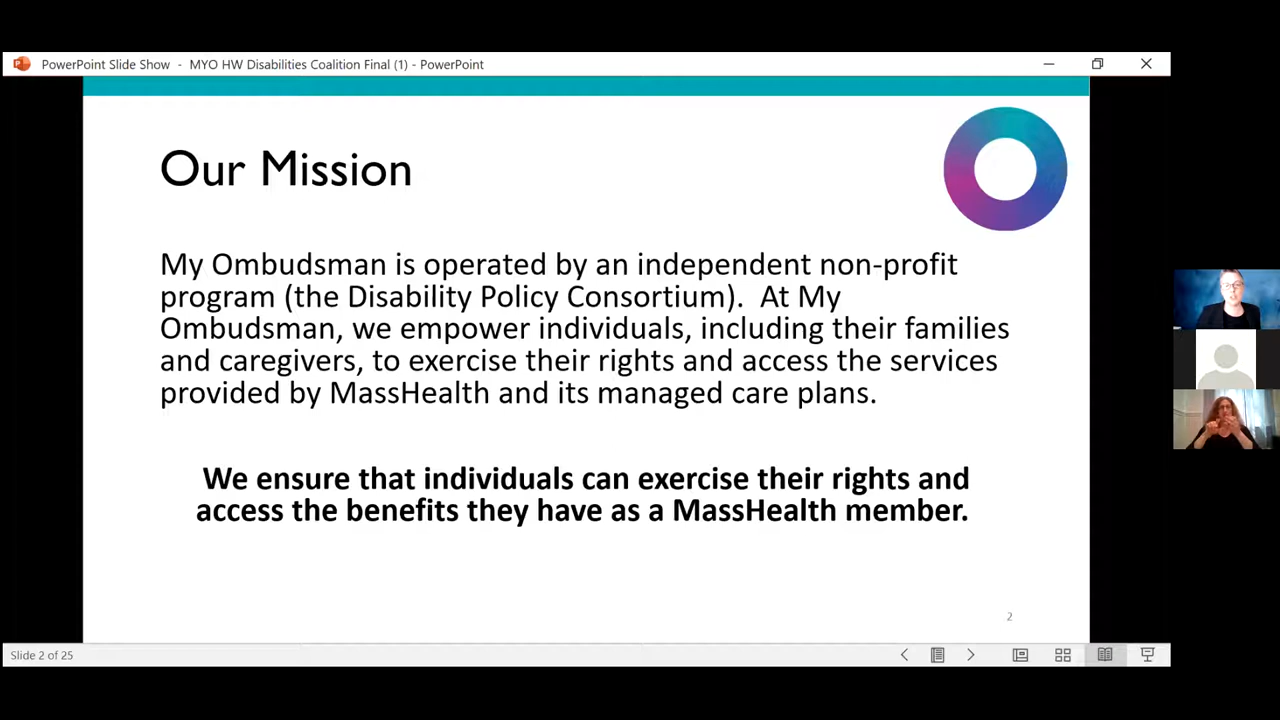 PowerPoint Slide Show - MYO HW Disabilities Coalition Final (1) - PowerPoint
Our Mission
My Ombudsman is operated by an independent non-profit
program (the Disability Policy Consortium). At My
Ombudsman, we empower individuals, including their families
and caregivers, to exercise their rights and access the services
provided by MassHealth and its managed care plans.
We ensure that individuals can exercise their rights and
access the benefits they have as a MassHealth member.
2
Slide 2 of 25